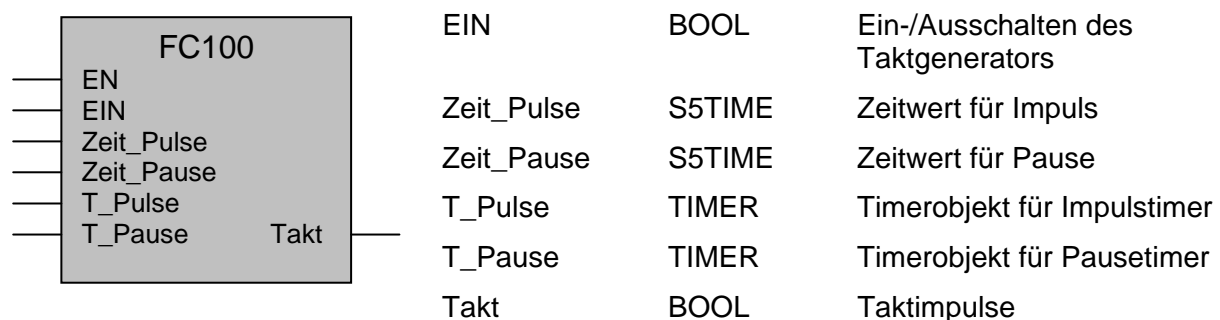 FC100
EN
EIN
Zeit_Pulse
Zeit_Pause
T_Pulse
T_Pause Takt
EIN BOOL Ein-/Ausschalten des
Taktgenerators
Zeit_Pulse S5TIME Zeitwert für Impuls
Zeit_Pause S5TIME Zeitwert für Pause
T_Pulse TIMER Timerobjekt für Impulstimer
T_Pause TIMER Timerobjekt für Pausetimer
Takt BOOL Taktimpulse